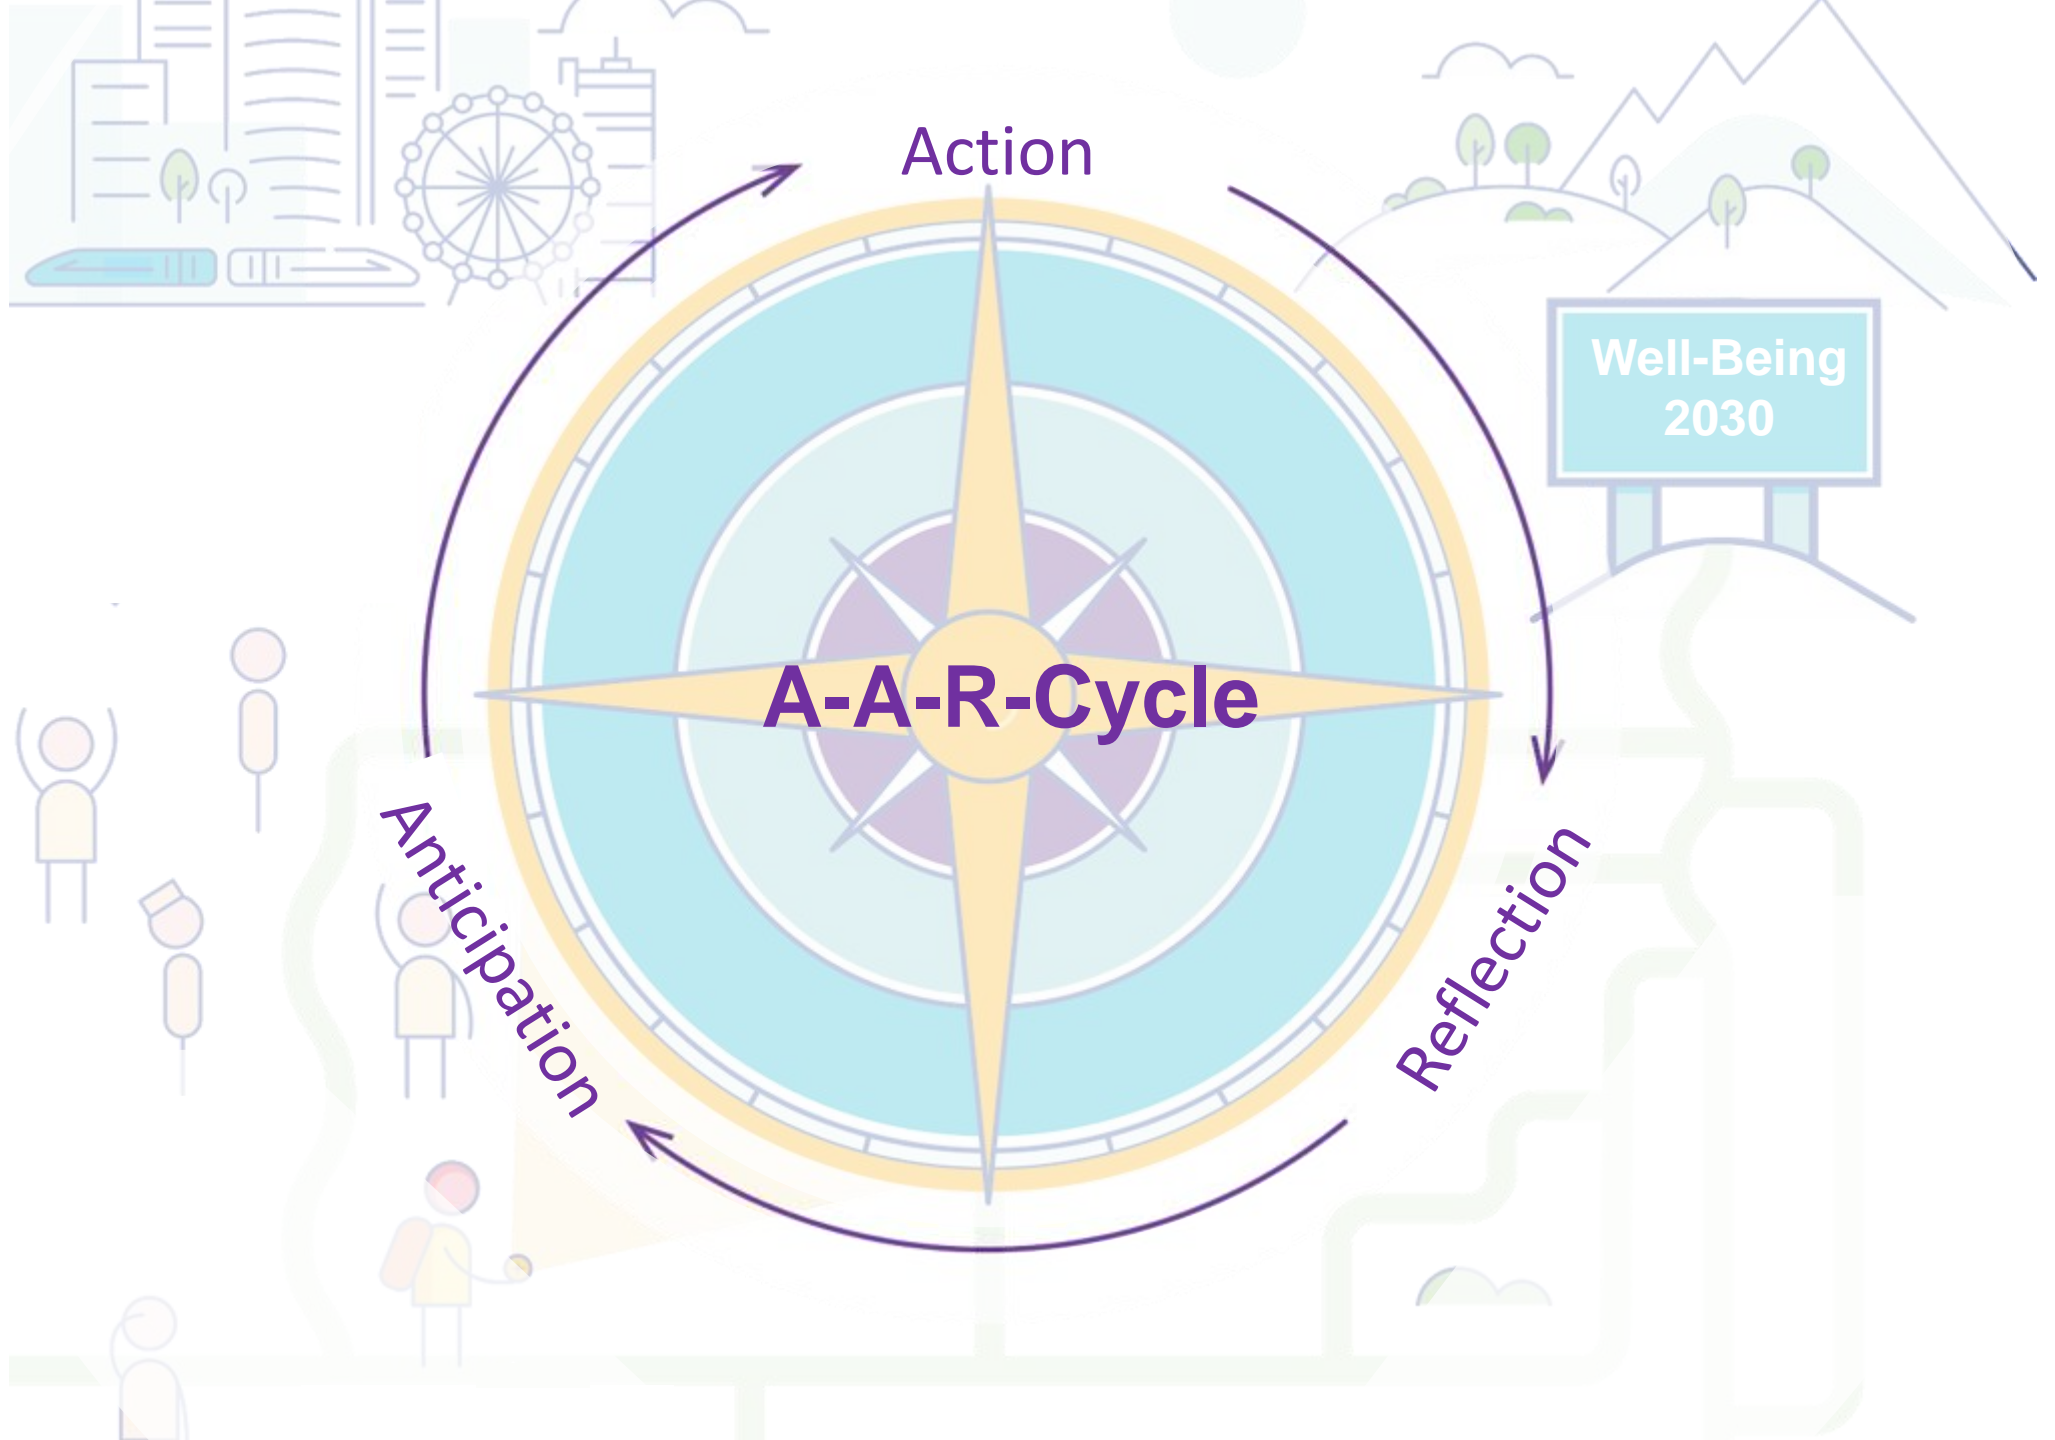 Action
Well-Being
2030
A-A-R-Cycle
Anticipation
Reflection